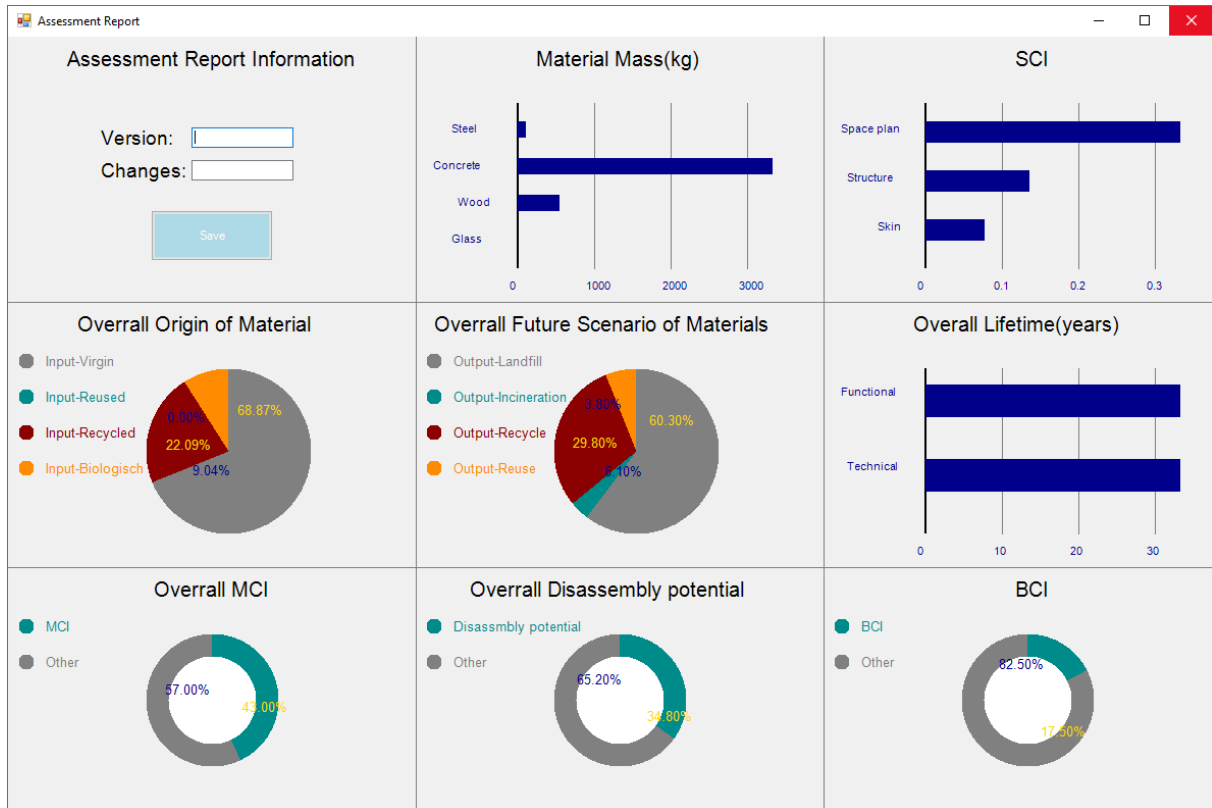 Assessment Report
Assessment Report Information
Version:
Changes:
Save
Material Mass(kg)
Steel
Concrete
Wood
Glass
0 1000 2000 3000
SCI
Space plan
Structure
Skin
0 0.1 0.2 0.3
Overrall Origin of Material
Input-Virgin
Input-Reused
Input-Recycled
Input-Biologisch
68.87%
0.00%
22.09%
9.04%
Overrall Future Scenario of Materials
Output-Landfill
Output-Incineration
Output-Recycle
Output-Reuse
3.80%
60.30%
29.80%
6.10%
Overall Lifetime(years)
Functional
Technical
0 10 20 30
Overrall MCI
MCI
Other
57.00%
43.00%
Overrall Disassembly potential
Disassmbly potential
Other
65.20%
34.80%
BCI
BCI
Other
82.50%
17.50%